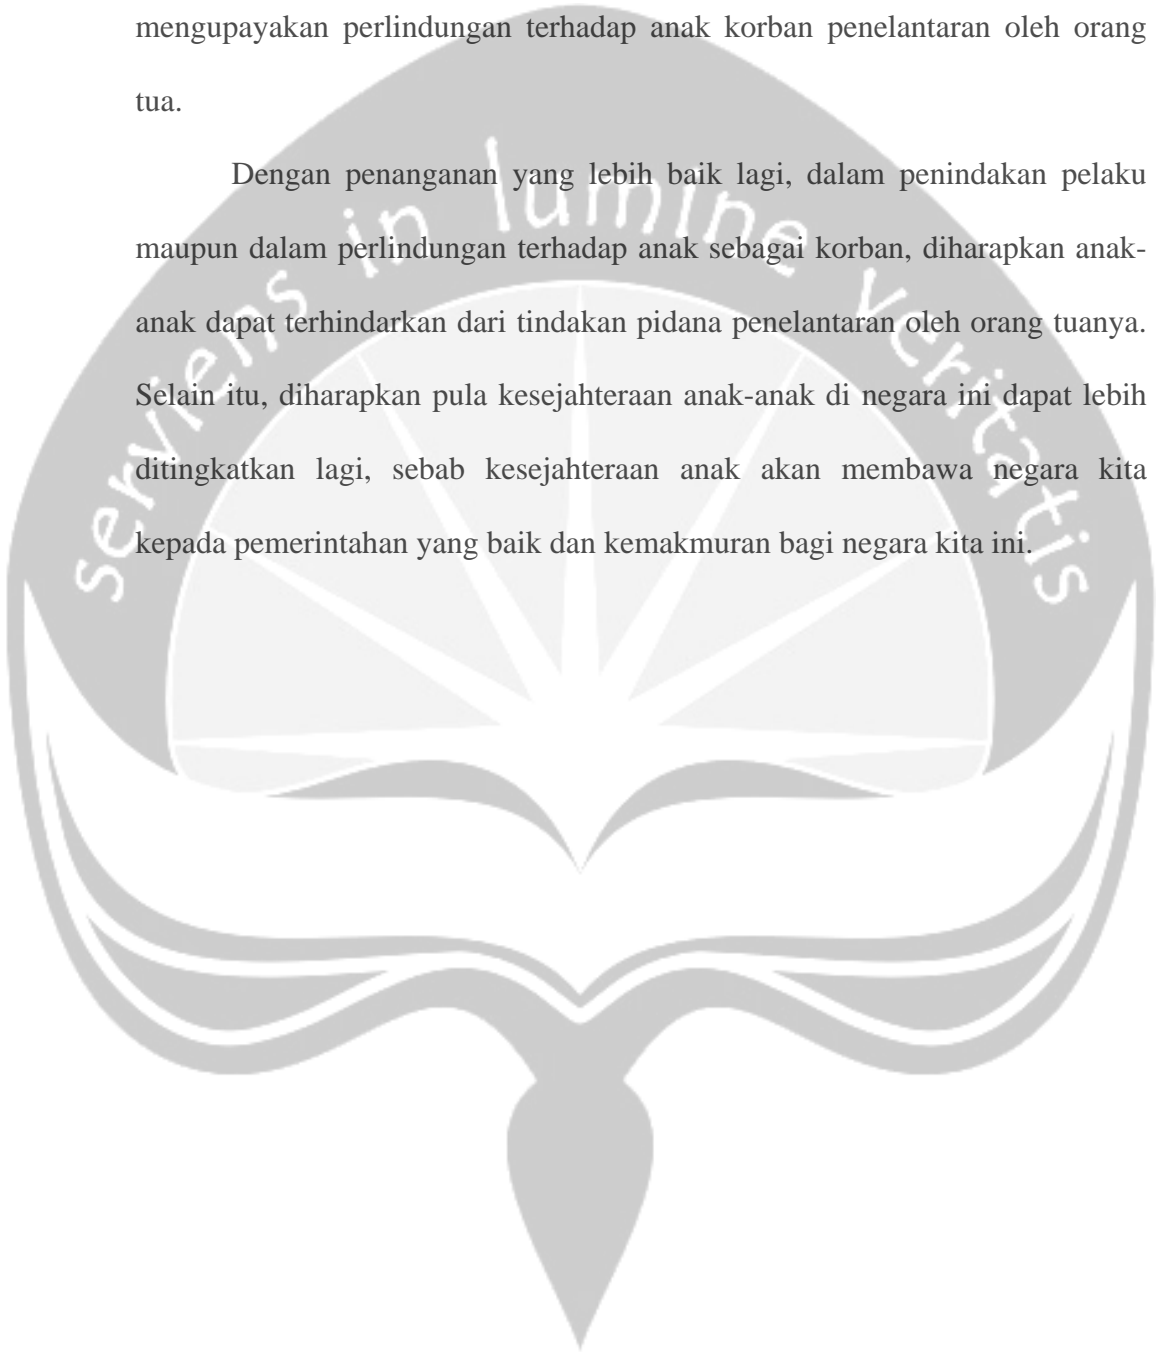 mengupayakan perlindungan terhadap anak korban penelantaran oleh orang
tua.
Dengan penanganan yang lebih baik lagi, dalam penindakan pelaku
maupun dalam perlindungan terhadap anak sebagai korban, diharapkan anak-
anak dapat terhindarkan dari tindakan pidana penelantaran oleh orang tuanya.
Selain itu, diharapkan pula kesejahteraan anak-anak di negara ini dapat lebih
ditingkatkan lagi, sebab kesejahteraan anak akan membawa negara kita
kepada pemerintahan yang baik dan kemakmuran bagi negara kita ini.
serviens in lumine veritatis